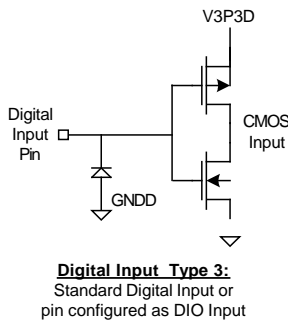 V3P3D
Digital
Input
Pin
CMOS
Input
GNDD
Digital Input Type 3:
Standard Digital Input or
pin configured as DIO Input